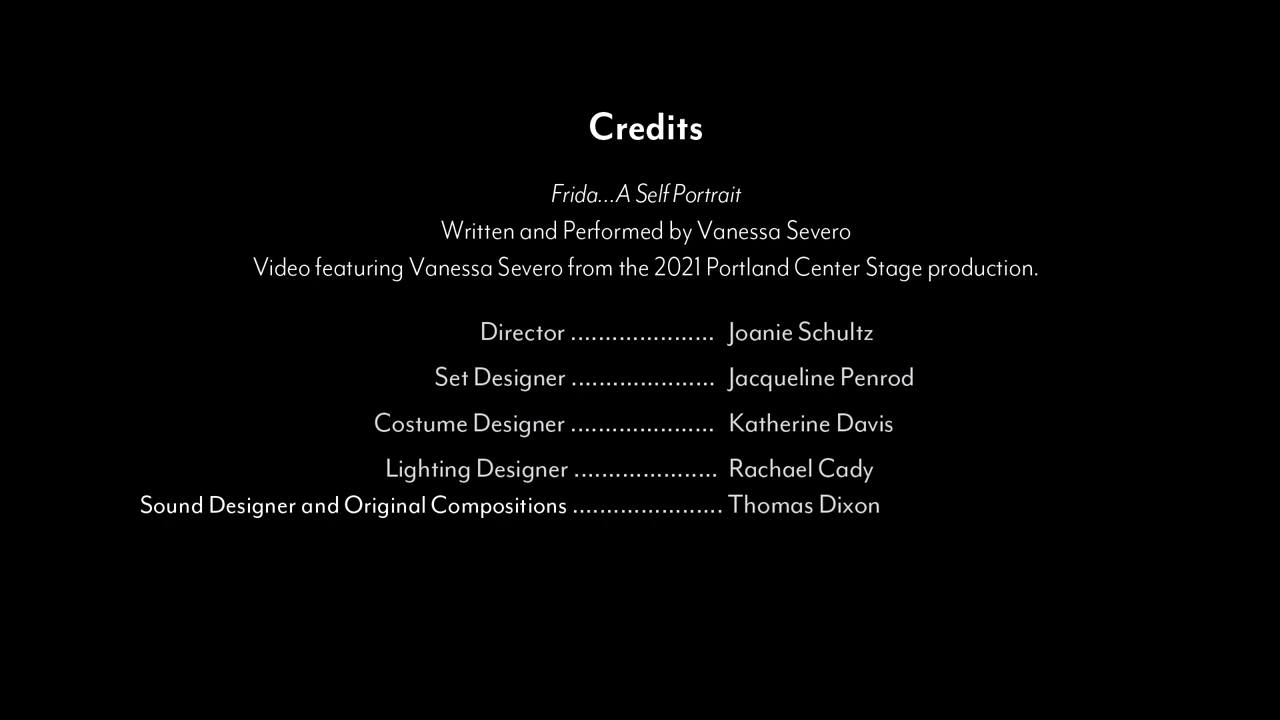 Credits
Frida...A Self Portrait
Written and Performed by Vanessa Severo
Video featuring Vanessa Severo from the 2021 Portland Center Stage production.
Director ..................... Joanie Schultz
Set Designer ..................... Jacqueline Penrod
Costume Designer ..................... Katherine Davis
Lighting Designer ..................... Rachael Cady
Sound Designer and Original Compositions ...................... Thomas Dixon